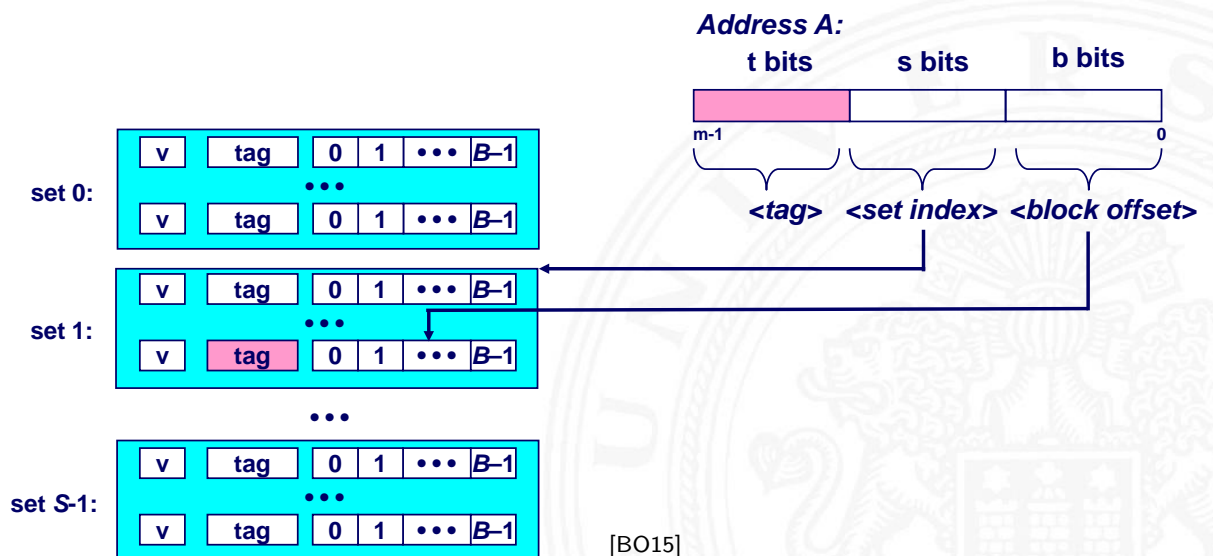 Address A:
t bits s bits b bits
m-1 0
<tag> <set index> <block offset>
set 0:
v tag 0 1 ••• B–1
•••
v tag 0 1 ••• B–1
set 1:
v tag 0 1 ••• B–1
•••
v tag 0 1 ••• B–1
•••
set S-1:
v tag 0 1 ••• B–1
•••
v tag 0 1 ••• B–1
[BO15]
U N I V E R S